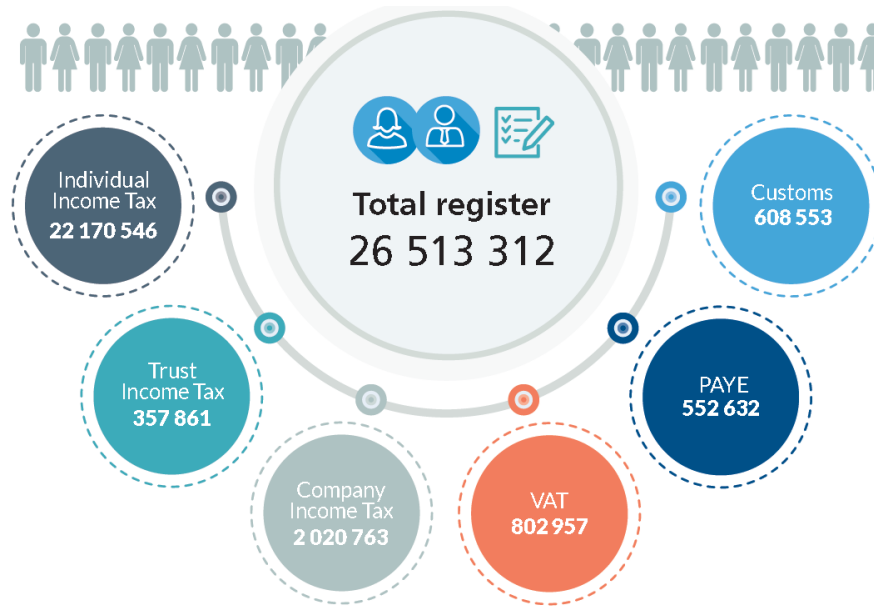 Total register
26 513 312
Individual
Income Tax
22 170 546
Trust
Income Tax
357 861
Company
Income Tax
2 020 763
VAT
802 957
PAYE
552 632
Customs
608 553